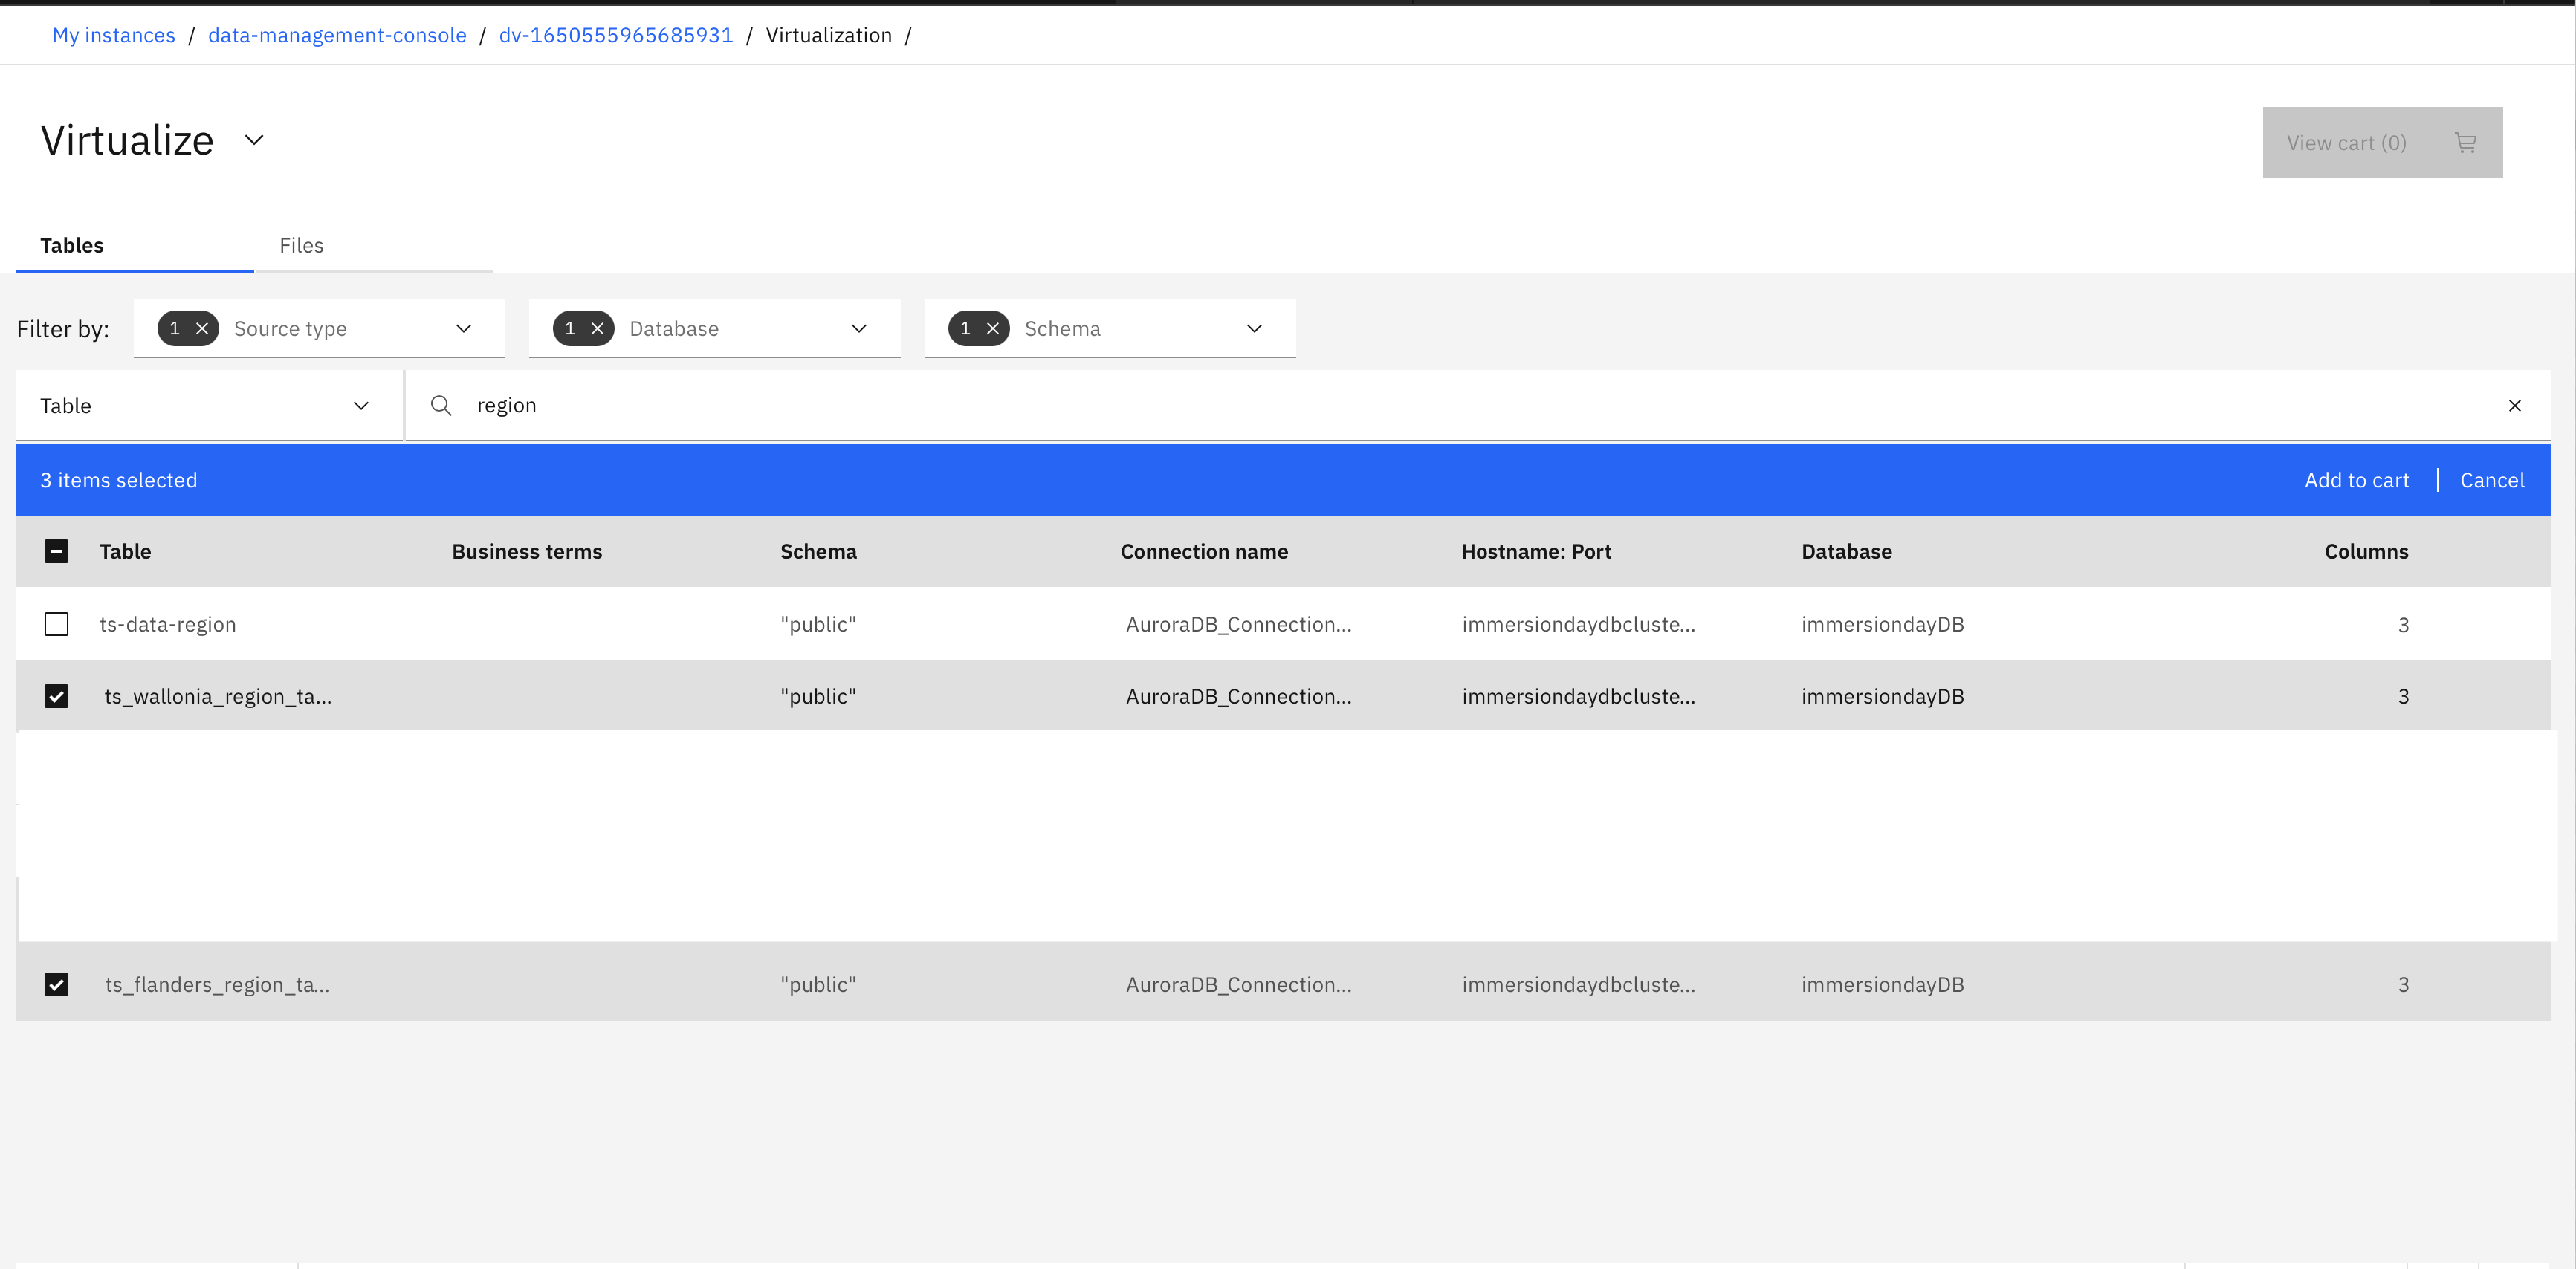 My instances / data-management-console / dv-1650555965685931 / Virtualization /
Virtualize
View cart (0)
Tables Files
Filter by: 1 × Source type 1 × Database 1 × Schema
Table region ×
3 items selected Add to cart | Cancel
Table Business terms Schema Connection name Hostname: Port Database Columns
ts-data-region "public" AuroraDB_Connection... immersiondaydbcluste... immersiondayDB 3
ts_wallonia_region_ta... "public" AuroraDB_Connection... immersiondaydbcluste... immersiondayDB 3
ts_flanders_region_ta... "public" AuroraDB_Connection... immersiondaydbcluste... immersiondayDB 3